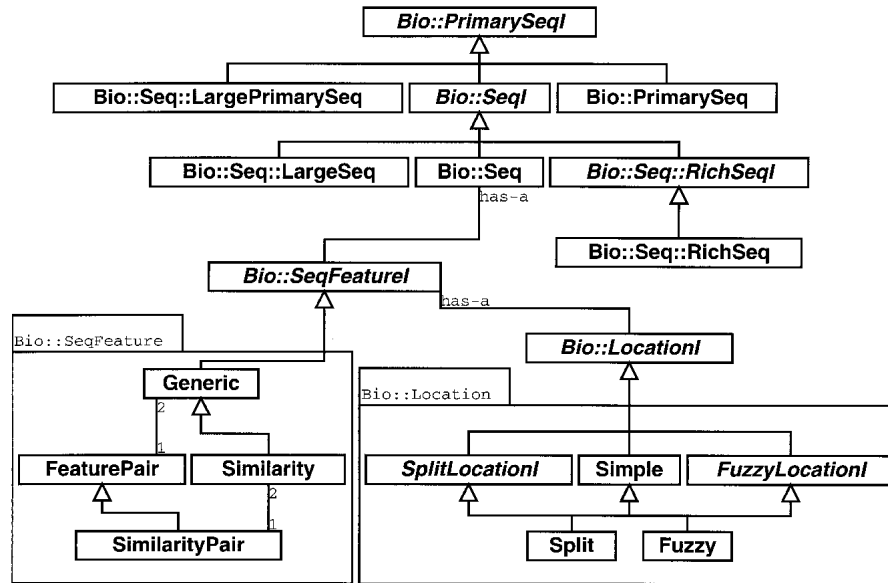 Bio::PrimarySeqI
Bio::Seq::LargePrimarySeq
Bio::SeqI
Bio::PrimarySeq
Bio::Seq::LargeSeq
Bio::Seq
Bio::Seq::RichSeqI
has-a
Bio::Seq::RichSeq
Bio::SeqFeatureI
has-a
Bio::SeqFeature
Bio::LocationI
Generic
Bio::Location
2
1
FeaturePair
Similarity
SplitLocationI
Simple
FuzzyLocationI
2
1
SimilarityPair
Split
Fuzzy